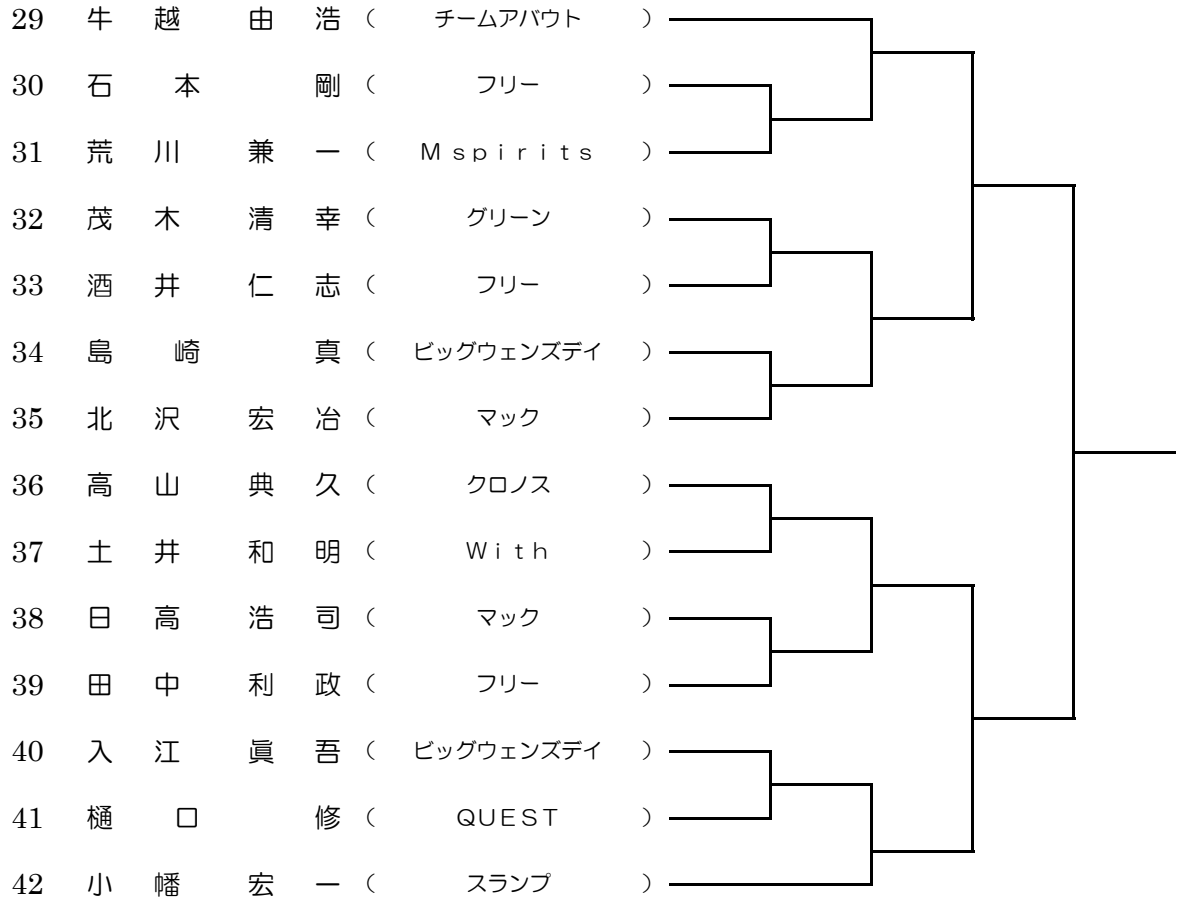 29 牛越 由浩 （ チームアバウト ）
30 石本 剛 （ フリー ）
31 荒川 兼一 （ Ｍｓｐｉｒｉｔｓ ）
32 茂木 清幸 （ グリーン ）
33 酒井 仁志 （ フリー ）
34 島崎 真 （ ビッグウェンズデイ ）
35 北沢 宏冶 （ マック ）
36 高山 典久 （ クロノス ）
37 土井 和明 （ Ｗｉｔｈ ）
38 日高 浩司 （ マック ）
39 田中 利政 （ フリー ）
40 入江 眞吾 （ ビッグウェンズデイ ）
41 樋口 修 （ ＱＵＥＳＴ ）
42 小幡 宏一 （ スランプ ）